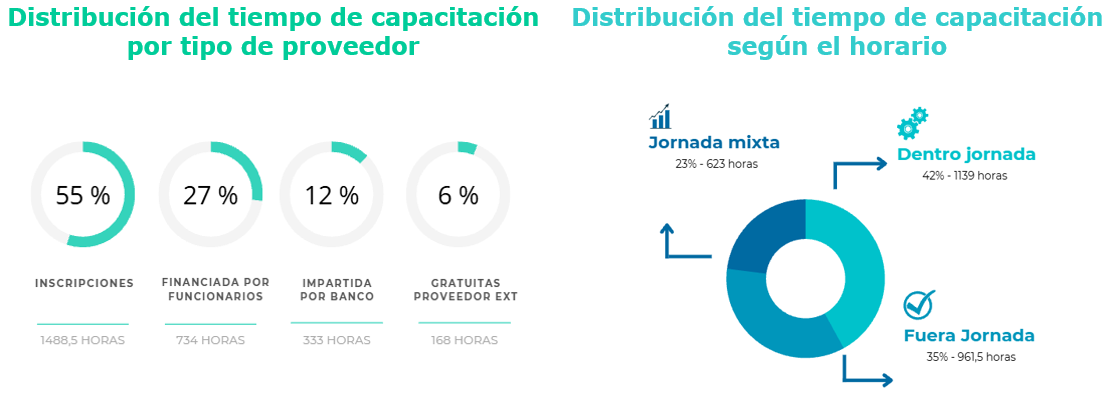 Distribución del tiempo de capacitación
por tipo de proveedor
55 %
27 %
12 %
6 %
INSCRIPCIONES
FINANCIADA POR
FUNCIONARIOS
IMPARTIDA
POR BANCO
GRATUITAS
PROVEEDOR EXT
1488,5 HORAS
734 HORAS
333 HORAS
168 HORAS
Distribución del tiempo de capacitación
según el horario
Jornada mixta
23% - 623 horas
Dentro jornada
42% - 1139 horas
Fuera Jornada
35% - 961,5 horas